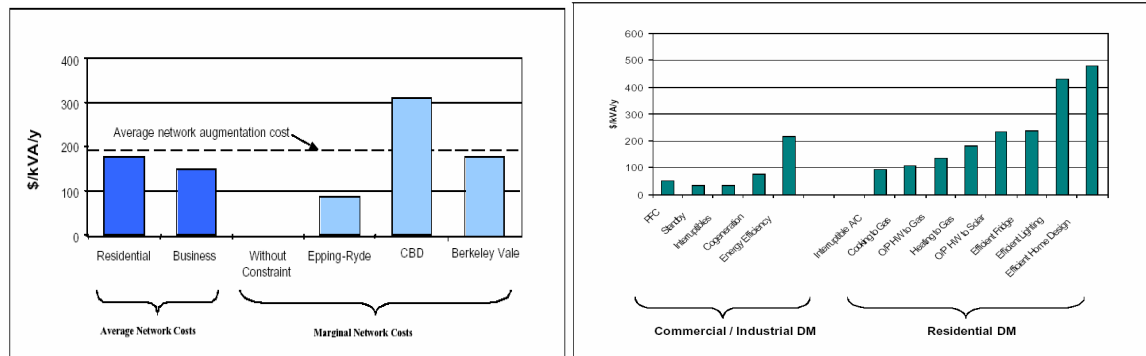 400
300
200
100
0
$/kVA/y
Average network augmentation cost
Residential
Business
Without
Constraint
Epping-Ryde
CBD
Berkeley Vale
Average Network Costs
Marginal Network Costs
600
500
400
300
200
100
0
$/kVA/y
PFC
Standby
Interruptibles
Cogeneration
Energy Efficiency
Interruptible A/C
Cooking to Gas
O/P HW to Gas
Heating to Gas
O/P HW to Solar
Efficient Fridge
Efficient Lighting
Efficient Home Design
Commercial / Industrial DM
Residential DM